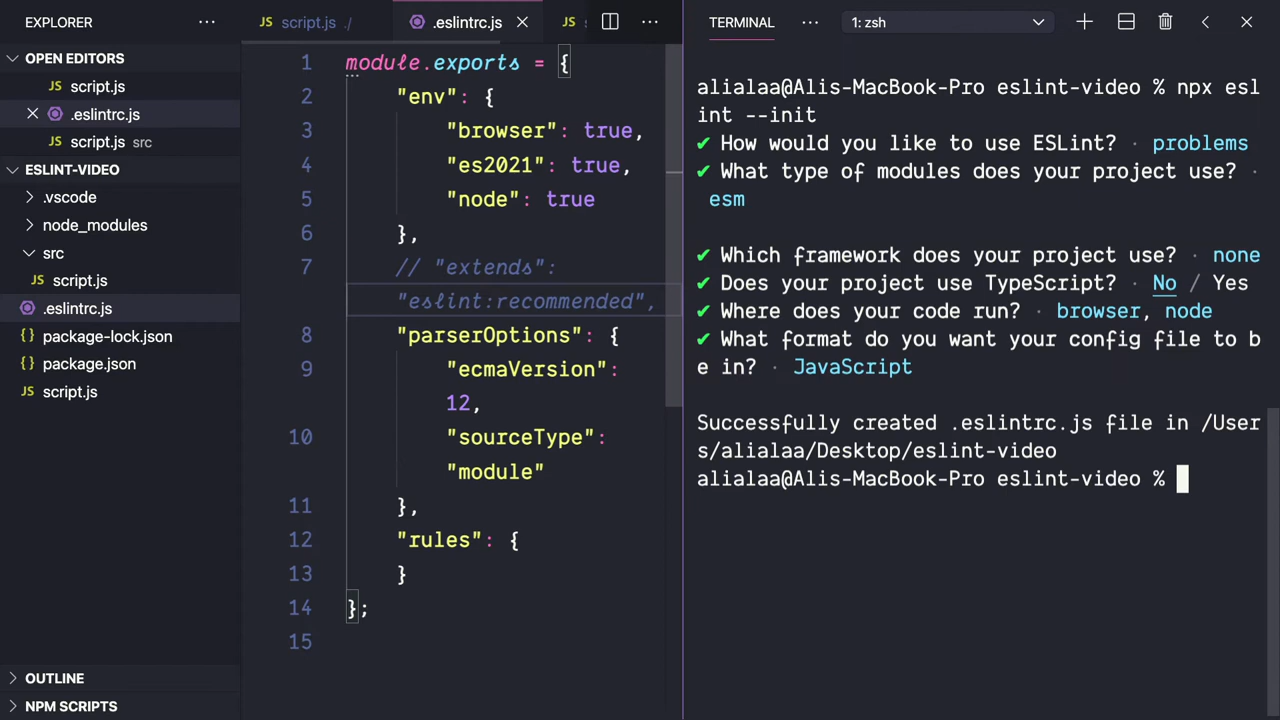 EXPLORER
OPEN EDITORS
JS script.js
.eslintrc.js
JS script.js src
ESLINT-VIDEO
.vscode
node_modules
src
JS script.js
.eslintrc.js
{} package-lock.json
{} package.json
JS script.js
OUTLINE
NPM SCRIPTS
JS script.js ./
.eslintrc.js
JS
1 module.exports = {
2 "env": {
3 "browser": true,
4 "es2021": true,
5 "node": true
6 },
7 // "extends":
"eslint:recommended",
8 "parserOptions": {
9 "ecmaVersion":
12,
10 "sourceType":
"module"
11 },
12 "rules": {
13 }
14 };
15
TERMINAL
1: zsh
alialaa@Alis-MacBook-Pro eslint-video % npx esl
int --init
✔ How would you like to use ESLint? · problems
✔ What type of modules does your project use? ·
esm
✔ Which framework does your project use? · none
✔ Does your project use TypeScript? · No / Yes
✔ Where does your code run? · browser, node
✔ What format do you want your config file to b
e in? · JavaScript
Successfully created .eslintrc.js file in /User
s/alialaa/Desktop/eslint-video
alialaa@Alis-MacBook-Pro eslint-video %